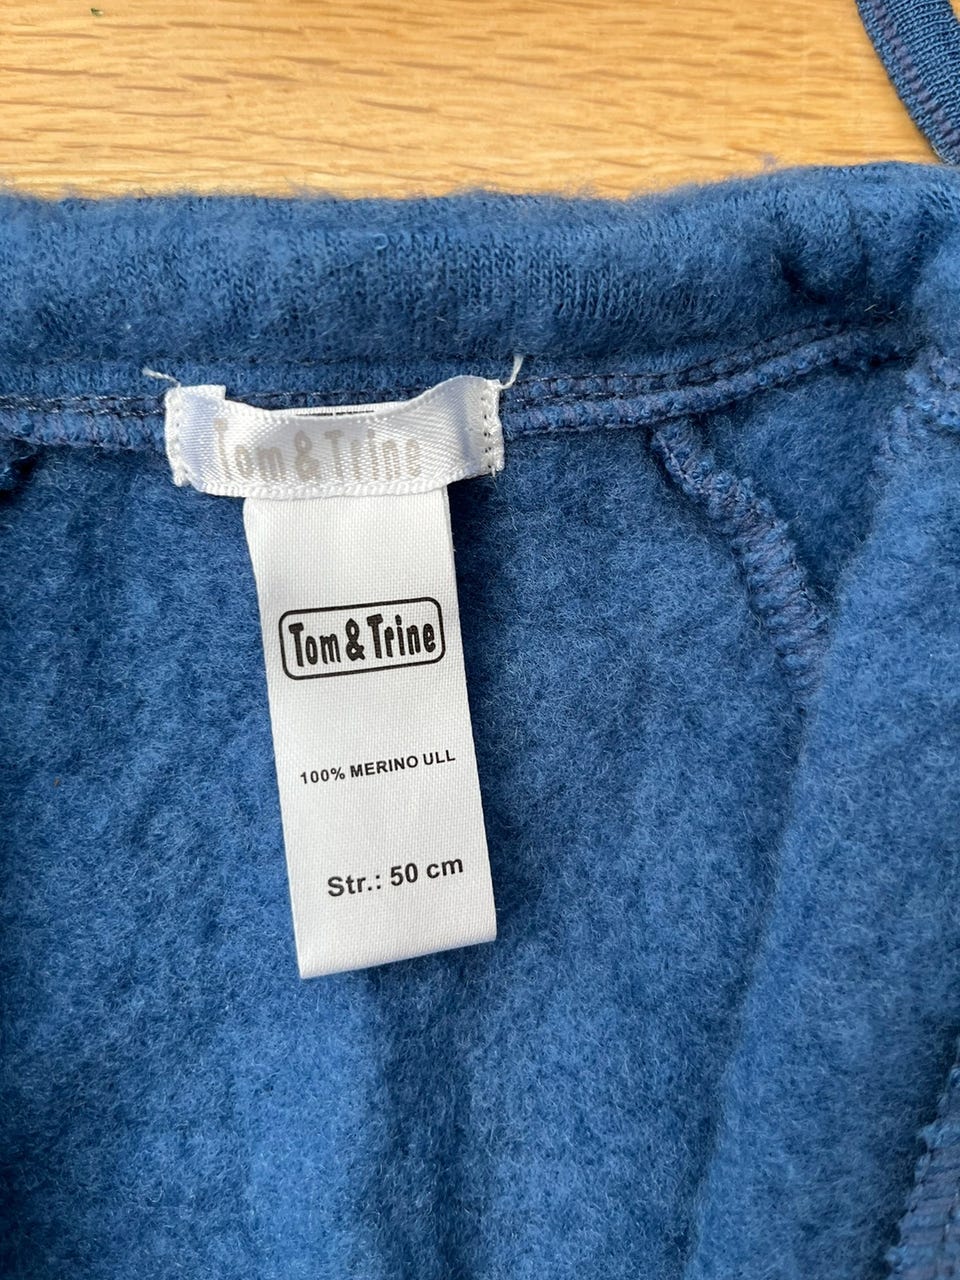 Tom & Trine
Tom & Trine
100% MERINO ULL
Str.: 50 cm